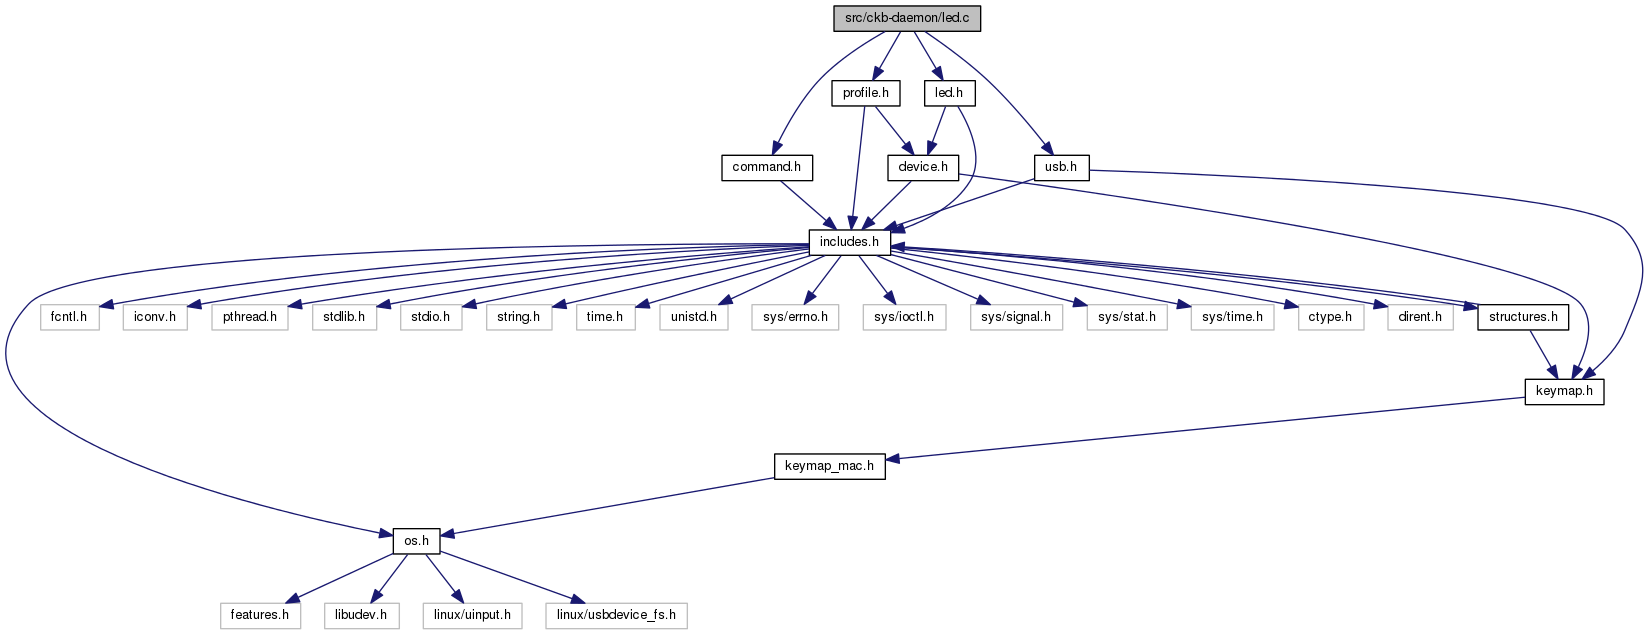 src/ckb-daemon/led.c
profile.h
led.h
command.h
device.h
usb.h
includes.h
fcntl.h
iconv.h
pthread.h
stdlib.h
stdio.h
string.h
time.h
unistd.h
sys/errno.h
sys/ioctl.h
sys/signal.h
sys/stat.h
sys/time.h
ctype.h
dirent.h
structures.h
keymap.h
keymap_mac.h
os.h
features.h
libudev.h
linux/uinput.h
linux/usbdevice_fs.h